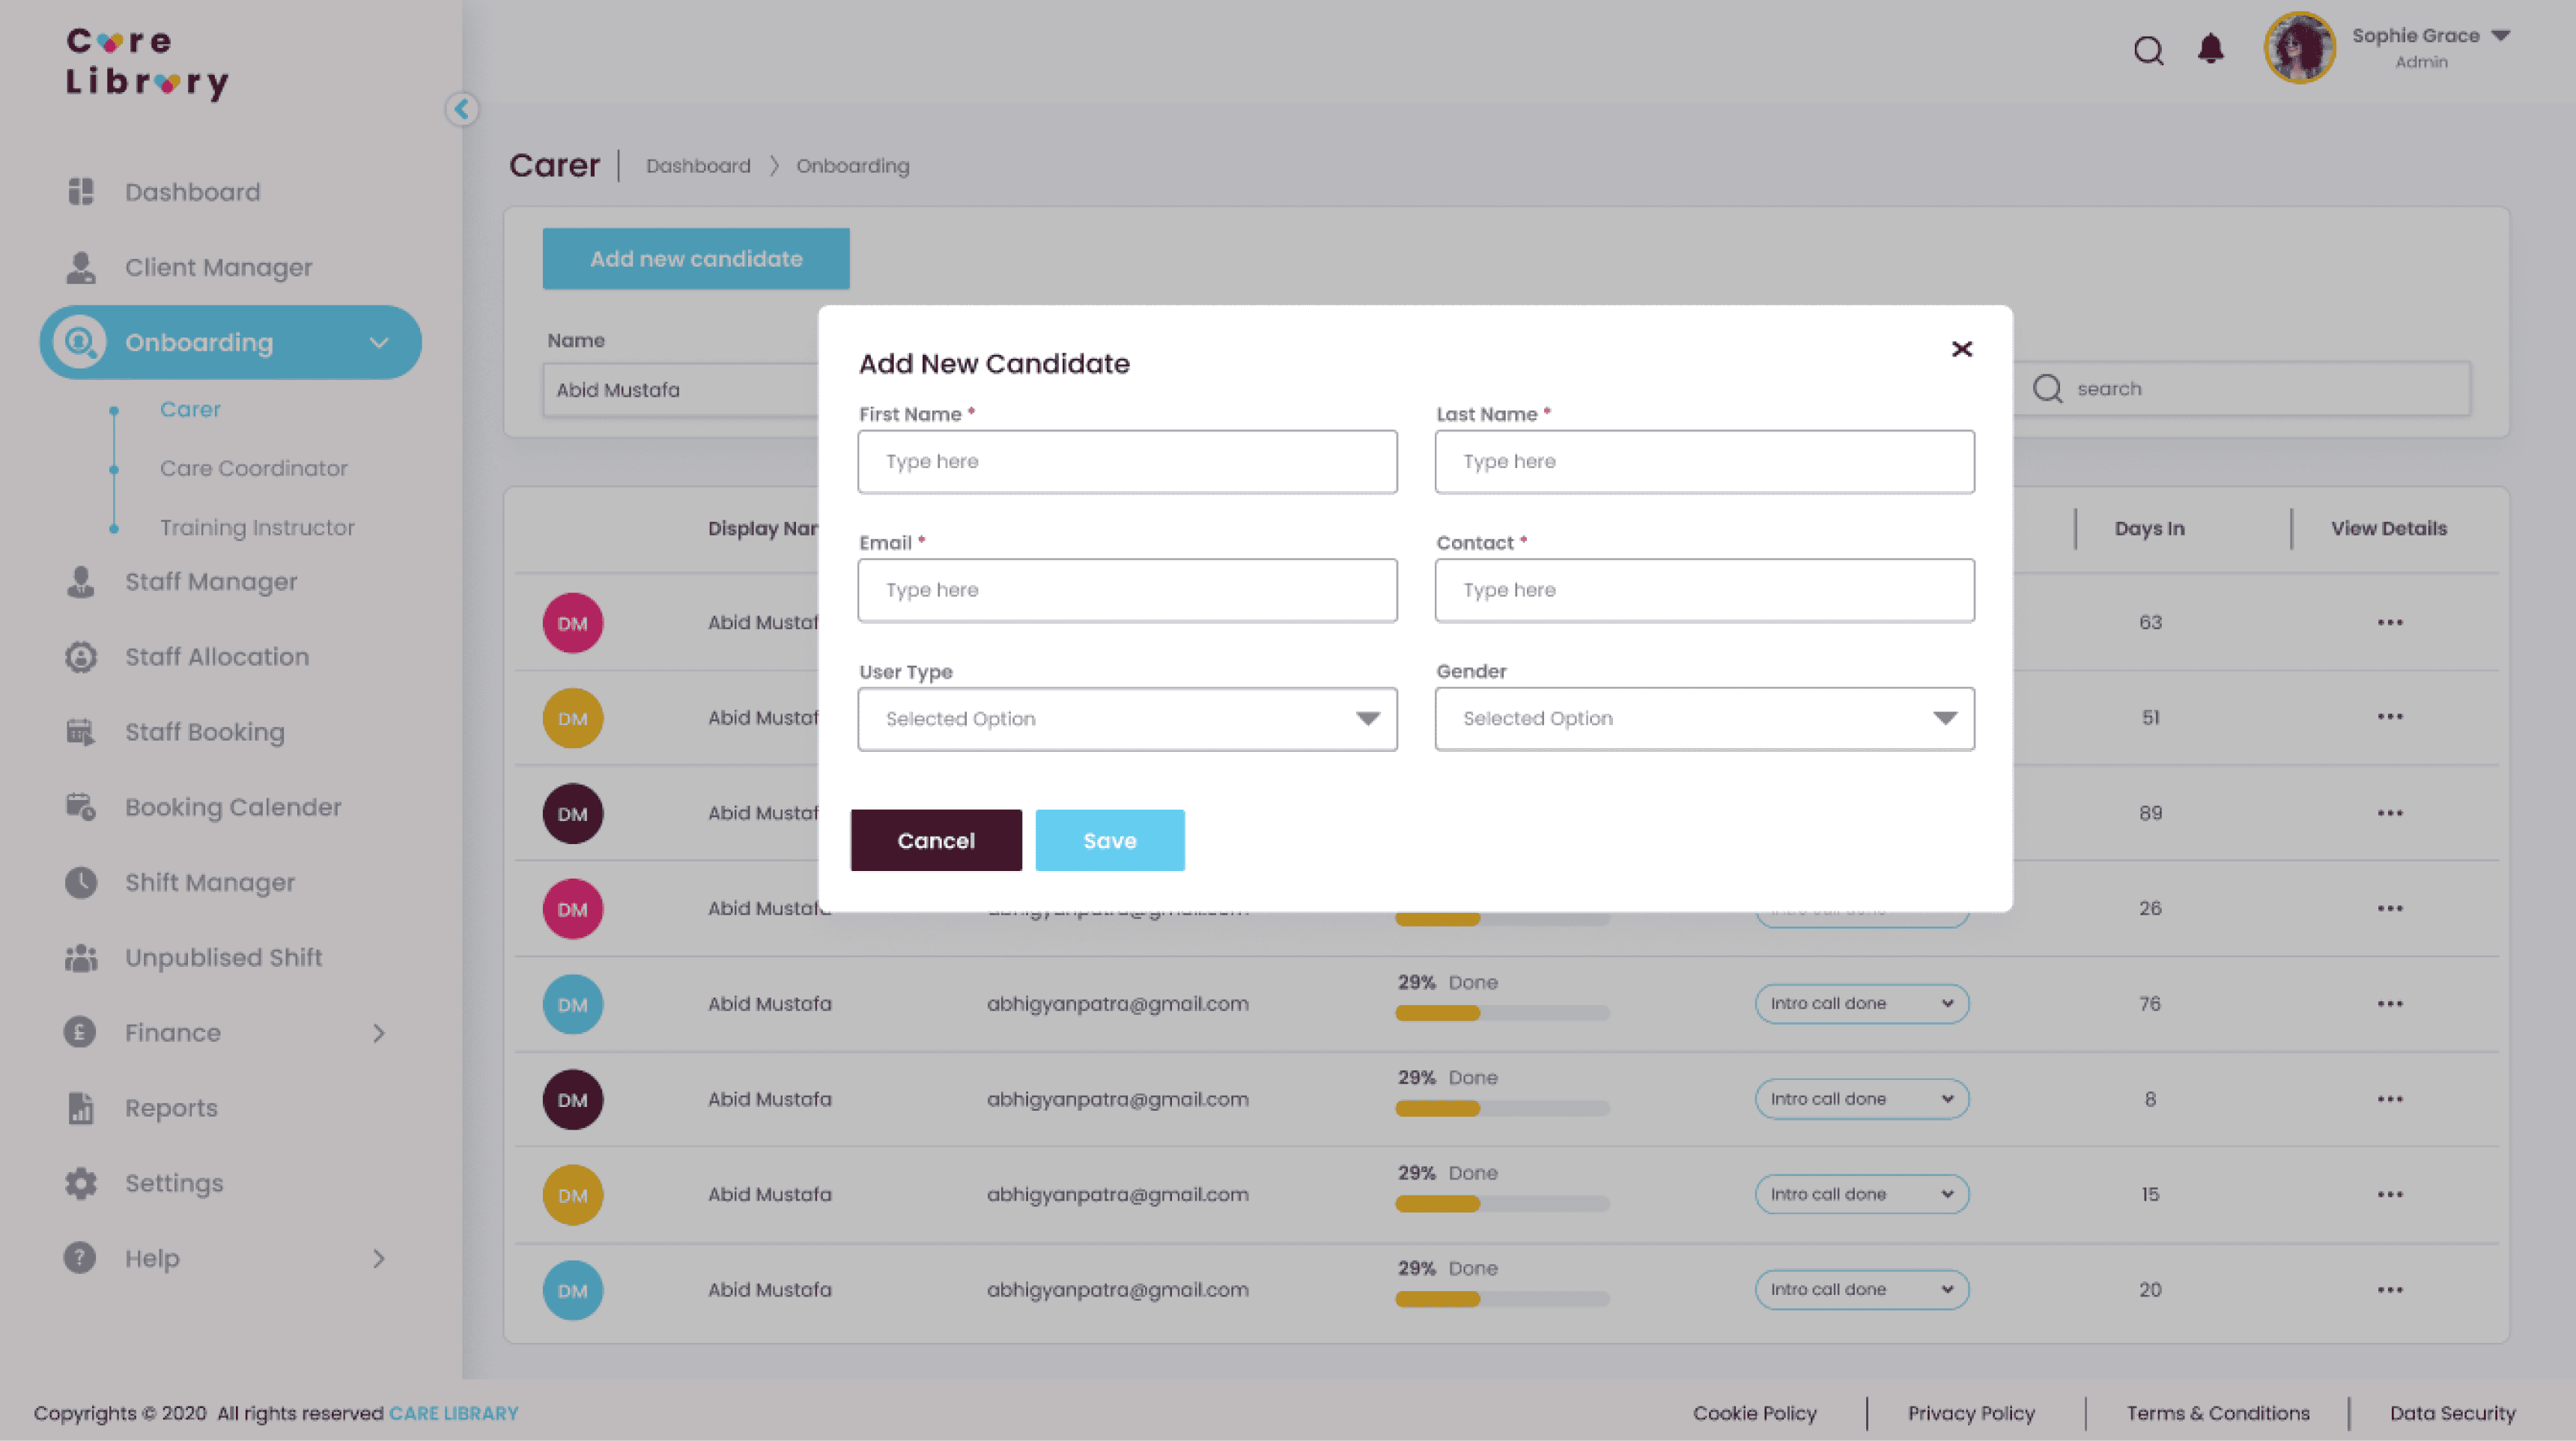 Care
Library
Sophie Grace
Admin
Carer
Dashboard
Onboarding
Dashboard
Client Manager
Onboarding
Carer
Care Coordinator
Training Instructor
Staff Manager
Staff Allocation
Staff Booking
Booking Calender
Shift Manager
Unpublised Shift
Finance
Reports
Settings
Help
Add new candidate
Name
Abid Mustafa
search
Add New Candidate
First Name *
Last Name *
Type here
Type here
Email *
Contact *
Type here
Type here
User Type
Gender
Selected Option
Selected Option
Cancel
Save
Display Nam
Days In
View Details
DM
Abid Mustaf
63
DM
Abid Mustaf
51
DM
Abid Mustaf
89
DM
Abid Mustafa
26
DM
Abid Mustafa
abhigyanpatra@gmail.com
29% Done
Intro call done
76
DM
Abid Mustafa
abhigyanpatra@gmail.com
29% Done
Intro call done
8
DM
Abid Mustafa
abhigyanpatra@gmail.com
29% Done
Intro call done
15
DM
Abid Mustafa
abhigyanpatra@gmail.com
29% Done
Intro call done
20
Copyrights © 2020 All rights reserved CARE LIBRARY
Cookie Policy
Privacy Policy
Terms & Conditions
Data Security